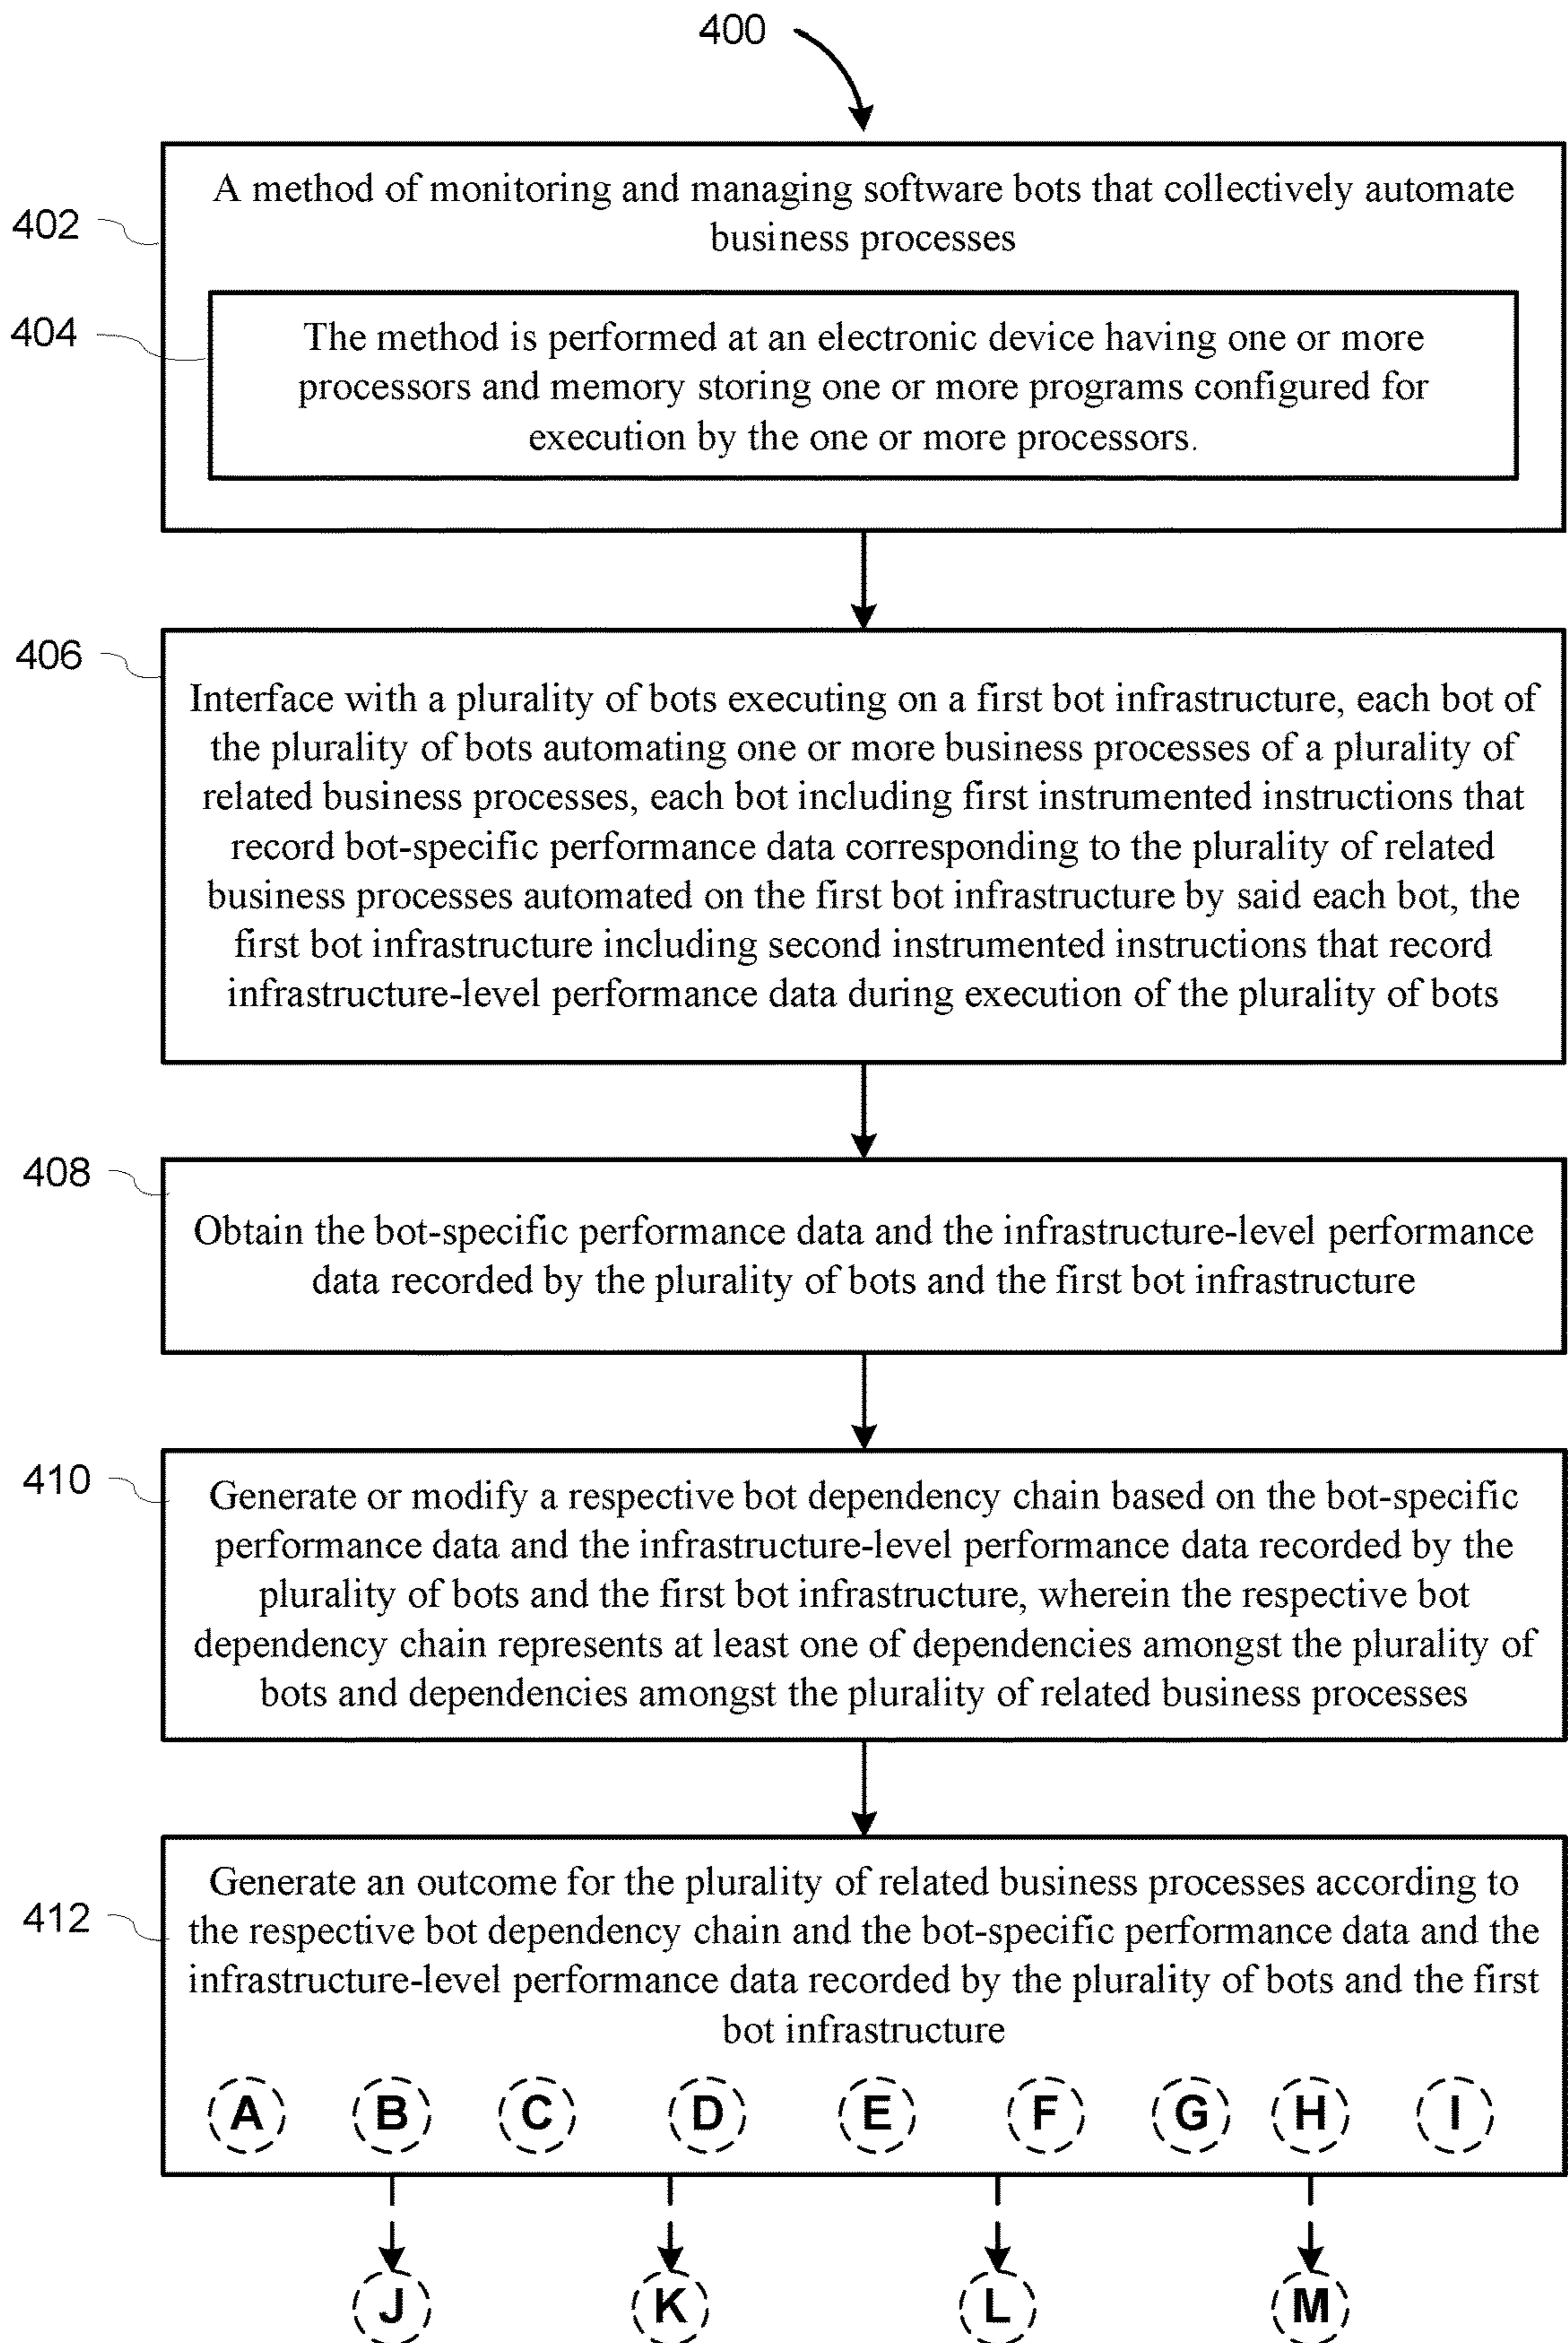 400
402
A method of monitoring and managing software bots that collectively automate
business processes
404
The method is performed at an electronic device having one or more
processors and memory storing one or more programs configured for
execution by the one or more processors.
406
Interface with a plurality of bots executing on a first bot infrastructure, each bot of
the plurality of bots automating one or more business processes of a plurality of
related business processes, each bot including first instrumented instructions that
record bot-specific performance data corresponding to the plurality of related
business processes automated on the first bot infrastructure by said each bot, the
first bot infrastructure including second instrumented instructions that record
infrastructure-level performance data during execution of the plurality of bots
408
Obtain the bot-specific performance data and the infrastructure-level performance
data recorded by the plurality of bots and the first bot infrastructure
410
Generate or modify a respective bot dependency chain based on the bot-specific
performance data and the infrastructure-level performance data recorded by the
plurality of bots and the first bot infrastructure, wherein the respective bot
dependency chain represents at least one of dependencies amongst the plurality of
bots and dependencies amongst the plurality of related business processes
412
Generate an outcome for the plurality of related business processes according to
the respective bot dependency chain and the bot-specific performance data and the
infrastructure-level performance data recorded by the plurality of bots and the first
bot infrastructure
A B C D E F G H I
J K L M